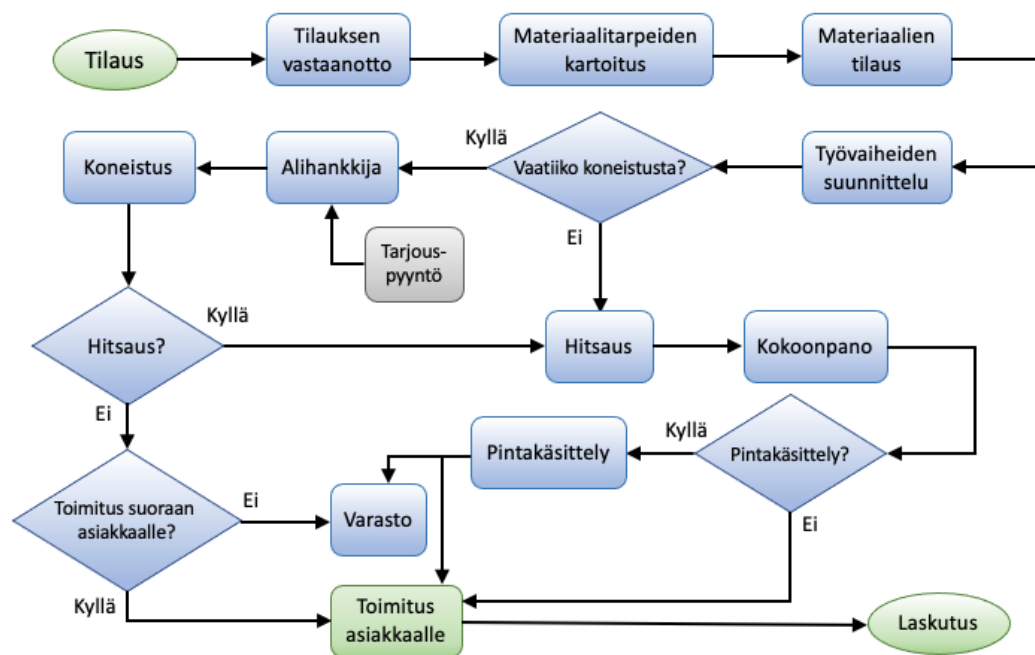 Tilaus
Tilauksen
vastaanotto
Materiaalitarpeiden
kartoitus
Materiaalien
tilaus
Koneistus
Alihankkija
Kyllä
Vaatiiko koneistusta?
Työvaiheiden
suunnittelu
Ei
Tarjous-
pyyntö
Kyllä
Hitsaus?
Hitsaus
Kokoonpano
Ei
Kyllä
Pintakäsittely
Pintakäsittely?
Toimitus suoraan
asiakkaalle?
Ei
Varasto
Ei
Kyllä
Toimitus
asiakkaalle
Laskutus